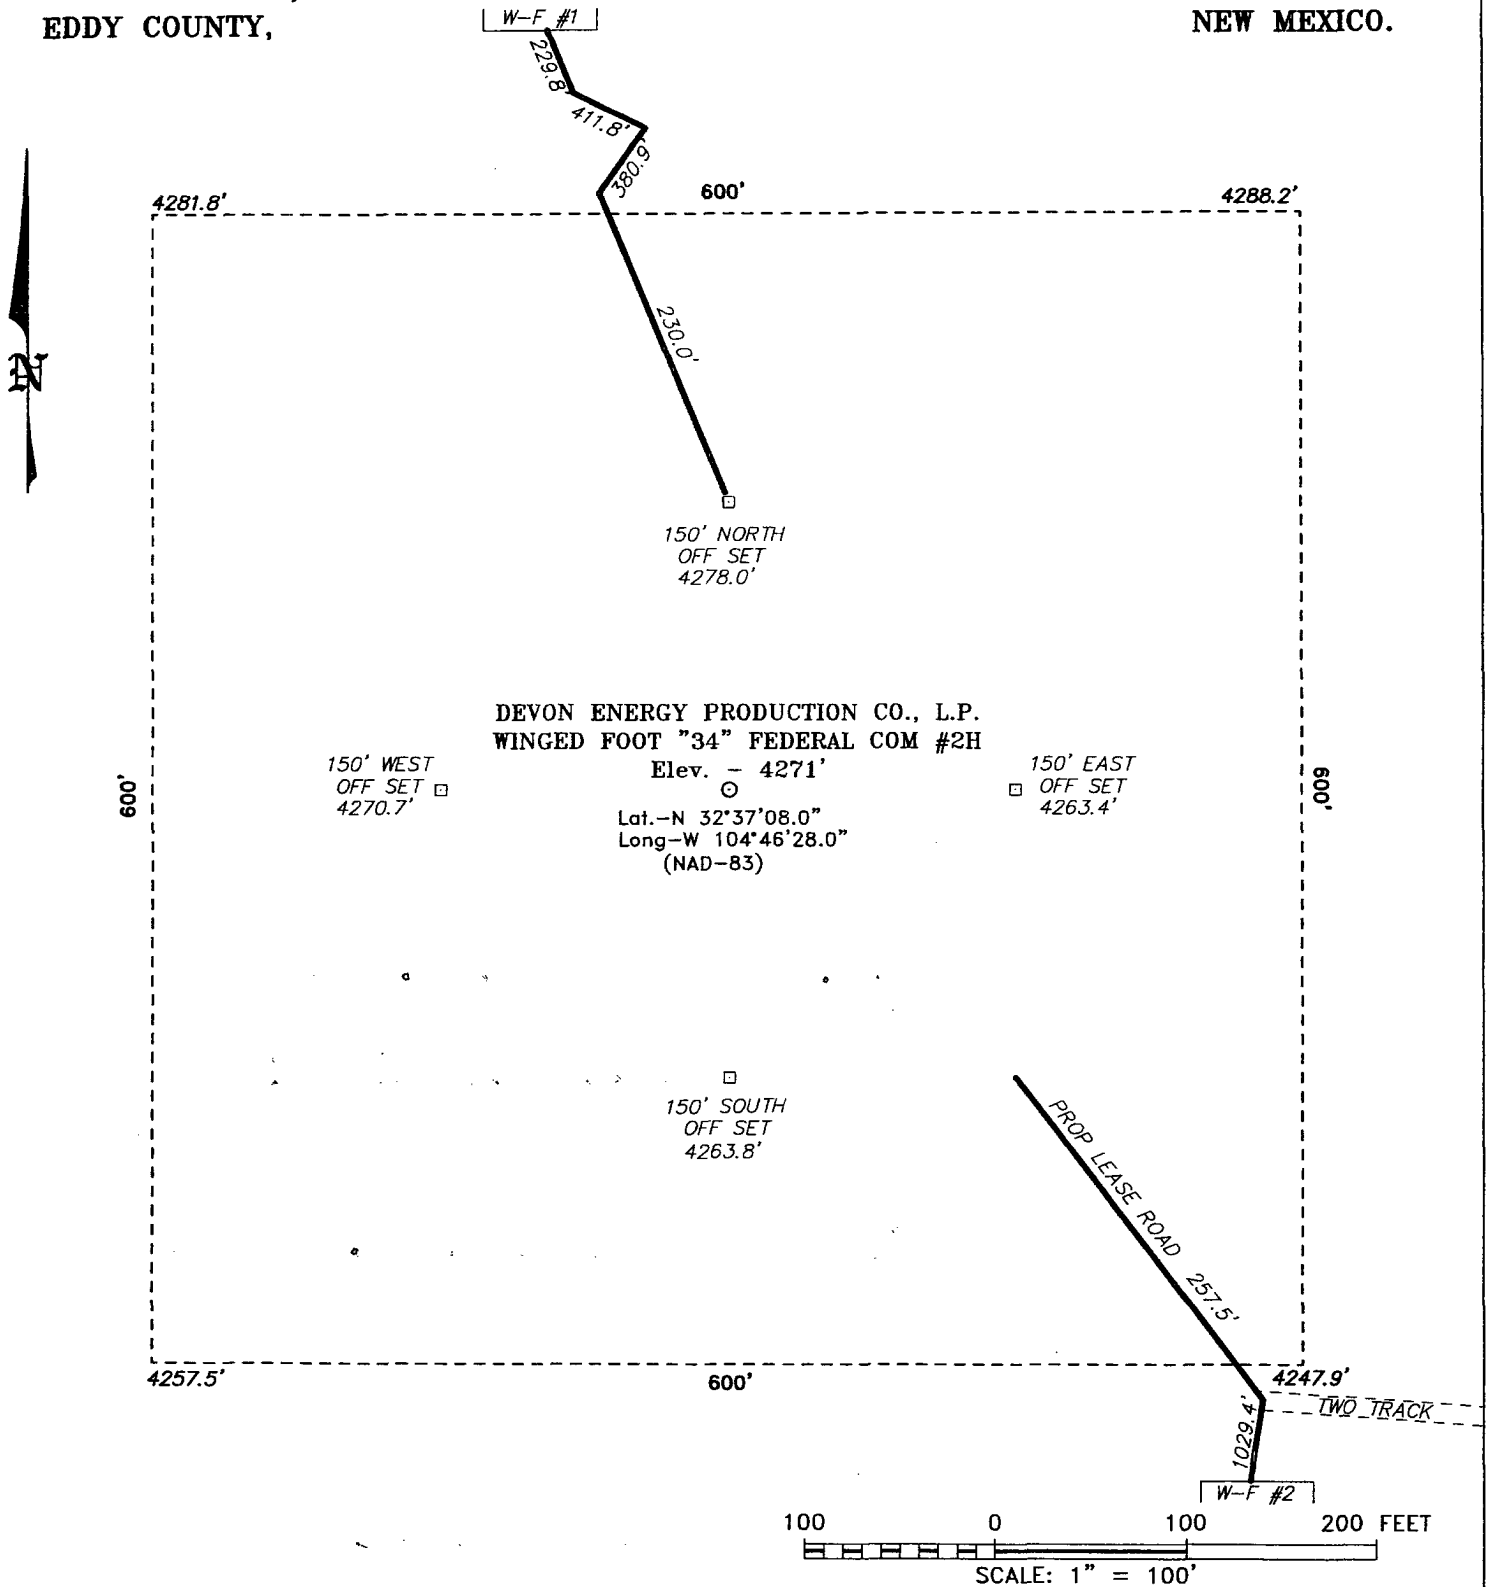 EDDY COUNTY,
NEW MEXICO.
W-F #1
229.8'
411.8'
380.9'
4281.8'
600'
4288.2'
N
230.0'
150' NORTH
OFF SET
4278.0'
DEVON ENERGY PRODUCTION CO., L.P.
WINGED FOOT "34" FEDERAL COM #2H
Elev. - 4271'
Lat.-N 32°37'08.0"
Long-W 104°46'28.0"
(NAD-83)
150' WEST
OFF SET
4270.7'
150' EAST
OFF SET
4263.4'
600'
600'
150' SOUTH
OFF SET
4263.8'
PROP LEASE ROAD 257.5'
4257.5'
600'
4247.9'
TWO TRACK
1029.4'
W-F #2
100 0 100 200 FEET
SCALE: 1" = 100'